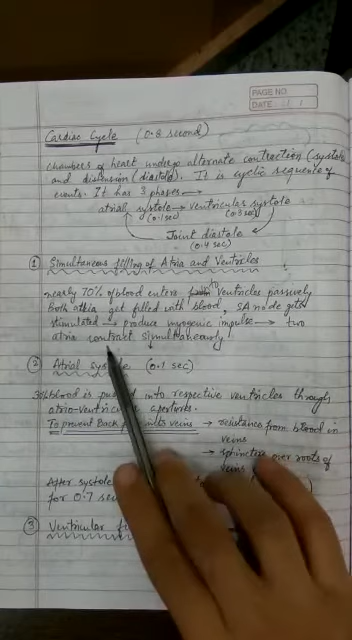 PAGE NO.
DATE
Cardiac Cycle (0.8 second)
Chambers of heart undergo alternate contraction (systole
and distension (diastole). It is cyclic sequence of
events. It has 3 phases →
atrial systole → ventricular systole
(0.1sec) (0.3sec)
Joint diastole
(0.4 sec)
① Simultaneous filling of Atria and Ventricles
nearly 70% of blood enters to ventricles passively
Both atria get filled with blood, SA node gets
stimulated → produce myogenic impulse → two
atria contract simultaneously
② Atrial systole (0.1 sec)
30% blood is pushed into respective ventricles through
atrio-ventricular apertures.
To prevent Back into veins → resistance from blood in
veins
→ sphincters over roots of
veins
After systole
for 0.7 sec
③ Ventricular